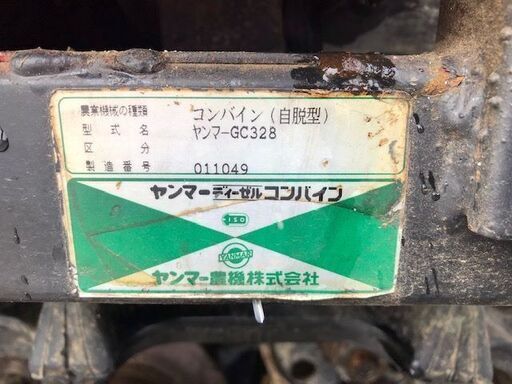 農業機械の種類 コンバイン(自脱型)
型式名 ヤンマーGC328
区分
製造番号 011049
ヤンマーディーゼルコンバイン
ISO
YANMAR
ヤンマー農機株式会社